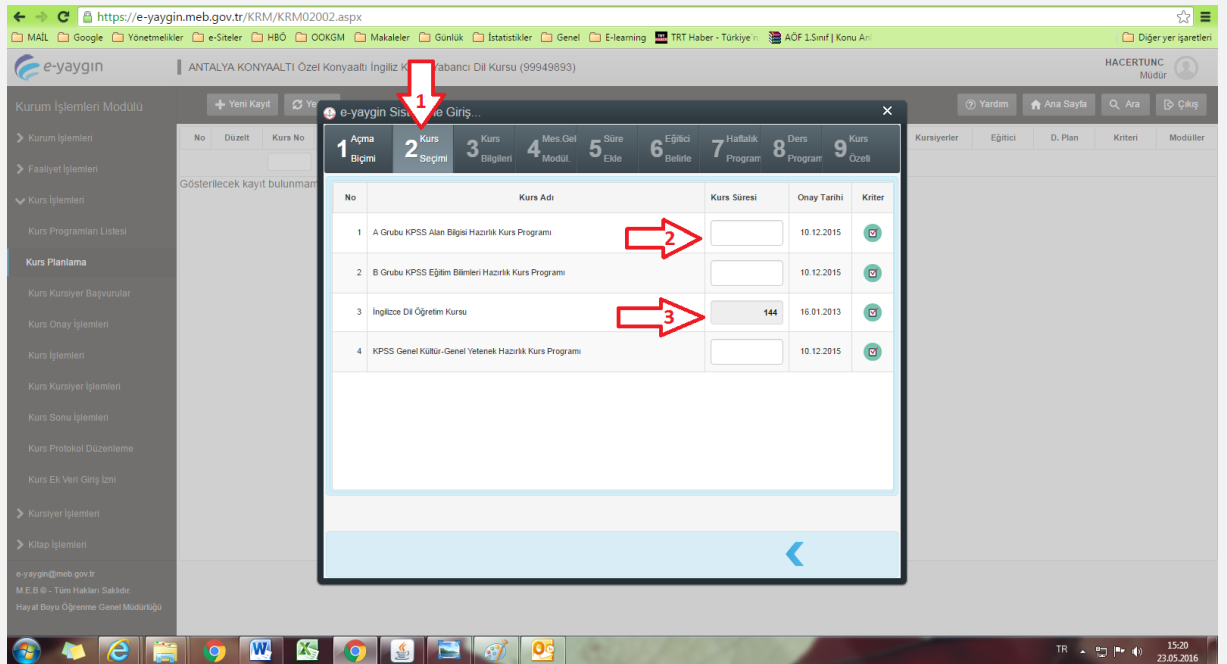 https://e-yaygin.meb.gov.tr/KRM/KRM02002.aspx
MAİL Google Yönetmelikler e-Siteler HBÖ OOKGM Makaleler Günlük İstatistikler Genel E-learning TRT Haber - Türkiye'n AÖF 1.Sınıf | Konu Anl Diğer yer işaretleri
e-yaygın
ANTALYA KONYAALTI Özel Konyaaltı İngiliz K Yabancı Dil Kursu (99949893)
HACERTUNC
Müdür
Kurum İşlemleri Modülü
Yeni Kayıt
Yardım Ana Sayfa Ara Çıkış
Kurum İşlemleri
Faaliyet İşlemleri
Kurs İşlemleri
Kurs Programları Listesi
Kurs Planlama
Kurs Kursiyer Başvurular
Kurs Onay İşlemleri
Kurs İşlemleri
Kurs Kursiyer İşlemleri
Kurs Sonu İşlemleri
Kurs Protokol Düzenleme
Kurs Ek Veri Giriş İzni
Kursiyer İşlemleri
Kitap İşlemleri
e-yaygin@meb.gov.tr
M.E.B © - Tüm Hakları Saklıdır.
Hayat Boyu Öğrenme Genel Müdürlüğü
No Düzelt Kurs No
Kursiyerler Eğitici D. Plan Kriteri Modüller
Gösterilecek kayıt bulunmam
e-yaygin Sis Giriş...
1
1 Açma Biçimi
2 Kurs Seçimi
3 Kurs Bilgileri
4 Mes.Gel Modül.
5 Süre Ekle
6 Eğitici Belirle
7 Haftalık Program
8 Ders Program
9 Kurs Özeti
No Kurs Adı Kurs Süresi Onay Tarihi Kriter
1 A Grubu KPSS Alan Bilgisi Hazırlık Kurs Programı 2 10.12.2015
2 B Grubu KPSS Eğitim Bilimleri Hazırlık Kurs Programı 10.12.2015
3 İngilizce Dil Öğretim Kursu 3 144 16.01.2013
4 KPSS Genel Kültür-Genel Yetenek Hazırlık Kurs Programı 10.12.2015
TR
15:20
23.05.2016